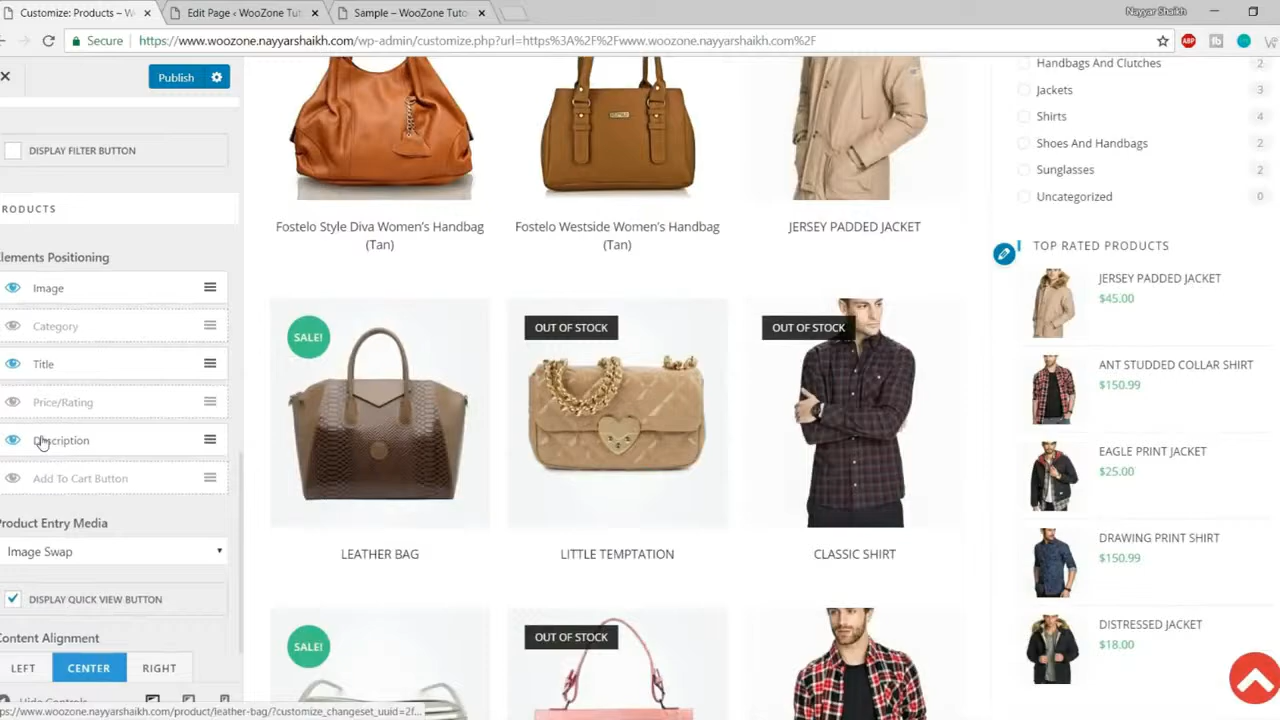 Customize: Products – W
Edit Page ‹ WooZone Tut
Sample – WooZone Tuto
Nayyar Shaikh
Secure
https://www.woozone.nayyarshaikh.com/wp-admin/customize.php?url=https%3A%2F%2Fwww.woozone.nayyarshaikh.com%2F
ABP
Publish
DISPLAY FILTER BUTTON
RODUCTS
lements Positioning
Image
Category
Title
Price/Rating
Description
Add To Cart Button
Product Entry Media
Image Swap
DISPLAY QUICK VIEW BUTTON
Content Alignment
LEFT
CENTER
RIGHT
Hide Controls
https://www.woozone.nayyarshaikh.com/product/leather-bag/?customize_changeset_uuid=2f...
Fostelo Style Diva Women's Handbag
(Tan)
Fostelo Westside Women's Handbag
(Tan)
JERSEY PADDED JACKET
SALE!
OUT OF STOCK
OUT OF STOCK
LEATHER BAG
LITTLE TEMPTATION
CLASSIC SHIRT
SALE!
OUT OF STOCK
Handbags And Clutches 2
Jackets 3
Shirts 4
Shoes And Handbags 2
Sunglasses 2
Uncategorized 0
TOP RATED PRODUCTS
JERSEY PADDED JACKET
$45.00
ANT STUDDED COLLAR SHIRT
$150.99
EAGLE PRINT JACKET
$25.00
DRAWING PRINT SHIRT
$150.99
DISTRESSED JACKET
$18.00